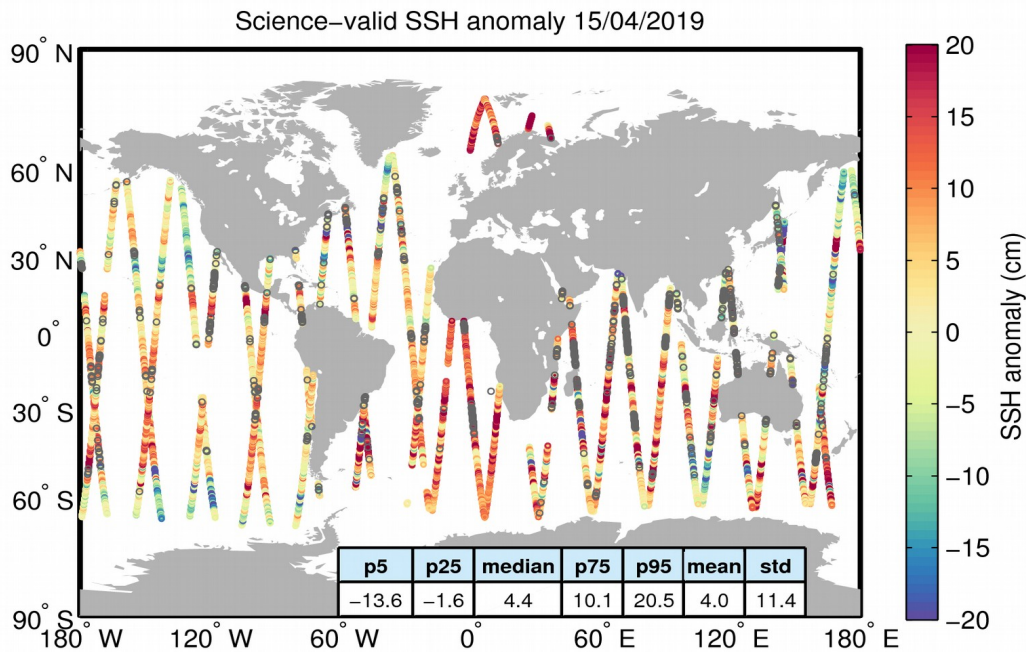 Science−valid SSH anomaly 15/04/2019
90° N
60° N
30° N
0°
30° S
60° S
90° S
180° W
120° W
60° W
0°
60° E
120° E
180° E
p5 p25 median p75 p95 mean std
−13.6 −1.6 4.4 10.1 20.5 4.0 11.4
20
15
10
5
0
−5
−10
−15
−20
SSH anomaly (cm)